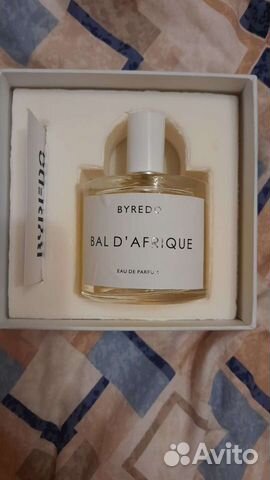 BYREDO
BAL D'AFRIQUE
EAU DE PARFUM
Avito